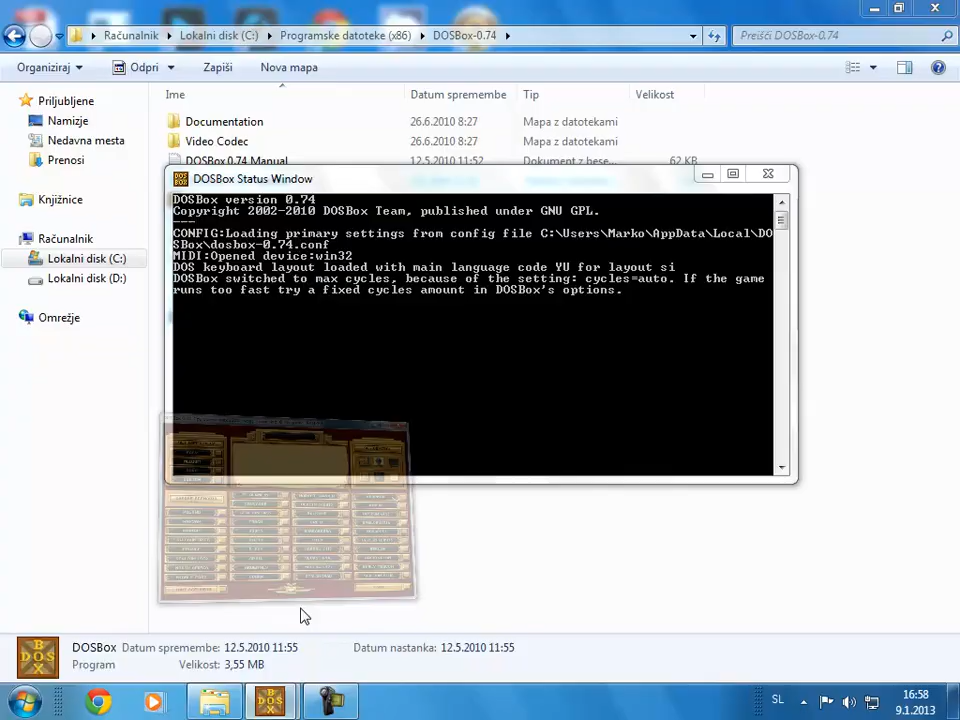 Računalnik
Lokalni disk (C:)
Programske datoteke (x86)
DOSBox-0.74
Preišči DOSBox-0.74
Organiziraj
Odpri
Zapiši
Nova mapa
Priljubljene
Namizje
Nedavna mesta
Prenosi
Knjižnice
Računalnik
Lokalni disk (C:)
Lokalni disk (D:)
Omrežje
Ime
Datum spremembe
Tip
Velikost
Documentation
26.6.2010 8:27
Mapa z datotekami
Video Codec
26.6.2010 8:27
Mapa z datotekami
DOSBox 0.74 Manual
12.5.2010 11:52
Dokument z bese...
62 KB
DOSBox Status Window
DOSBox version 0.74
Copyright 2002-2010 DOSBox Team, published under GNU GPL.
---
CONFIG:Loading primary settings from config file C:\Users\Marko\AppData\Local\DO
SBox\dosbox-0.74.conf
MIDI:Opened device:win32
DOS keyboard layout loaded with main language code YU for layout si
DOSBox switched to max cycles, because of the setting: cycles=auto. If the game
runs too fast try a fixed cycles amount in DOSBox's options.
DOSBox
Datum spremembe: 12.5.2010 11:55
Datum nastanka: 12.5.2010 11:55
Program
Velikost: 3,55 MB
SL
16:58
9.1.2013